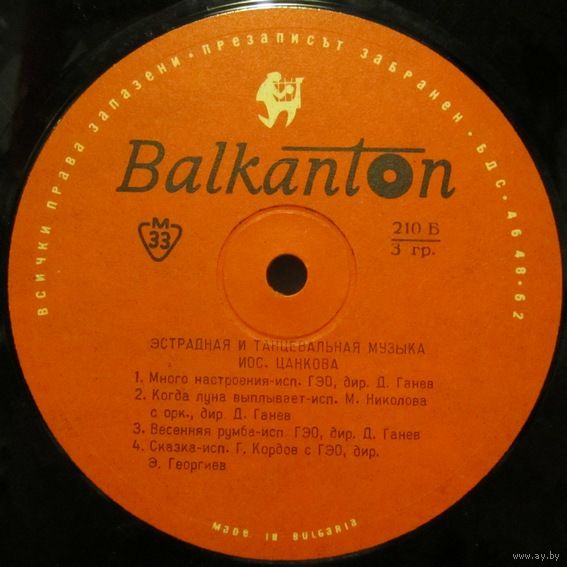 ВСИЧКИ ПРАВА ЗАПАЗЕНИ • ПРЕЗАПИСЪТ ЗАБРАНЕН • БДС • 4648-62
Balkanton
М
33
210 Б
3 гр.
ЭСТРАДНАЯ И ТАНЦЕВАЛЬНАЯ МУЗЫКА
ИОС. ЦАНКОВА
1. Много настроения-исп. ГЭО, дир. Д. Ганев
2. Когда луна выплывает-исп. М. Николова
с орк., дир. Д. Ганев
3. Весенняя румба-исп. ГЭО, дир. Д. Ганев
4. Сказка-исп. Г. Кордов с ГЭО, дир.
Э. Георгиев
MADE IN BULGARIA
www.ay.by